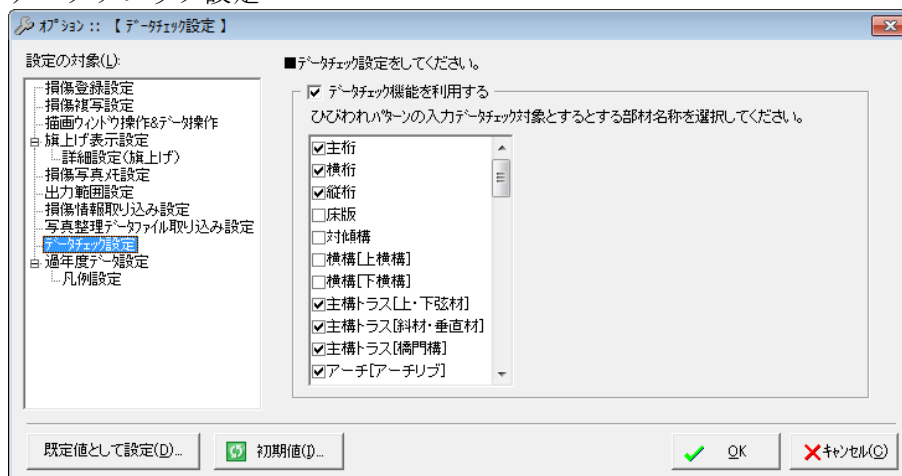 オプション :: 【 データチェック設定 】
設定の対象(L):
損傷登録設定
損傷複写設定
描画ウィンドウ操作&データ操作
旗上げ表示設定
詳細設定(旗上げ)
損傷写真メモ設定
出力範囲設定
損傷情報取り込み設定
写真整理データファイル取り込み設定
データチェック設定
過年度データ設定
凡例設定
■データチェック設定をしてください。
データチェック機能を利用する
ひびわれパターンの入力データチェック対象とするとする部材名称を選択してください。
主桁
横桁
縦桁
床版
対傾構
横構[上横構]
横構[下横構]
主構トラス[上・下弦材]
主構トラス[斜材・垂直材]
主構トラス[橋門構]
アーチ[アーチリブ]
既定値として設定(D)...
初期値(I)...
OK
キャンセル(C)